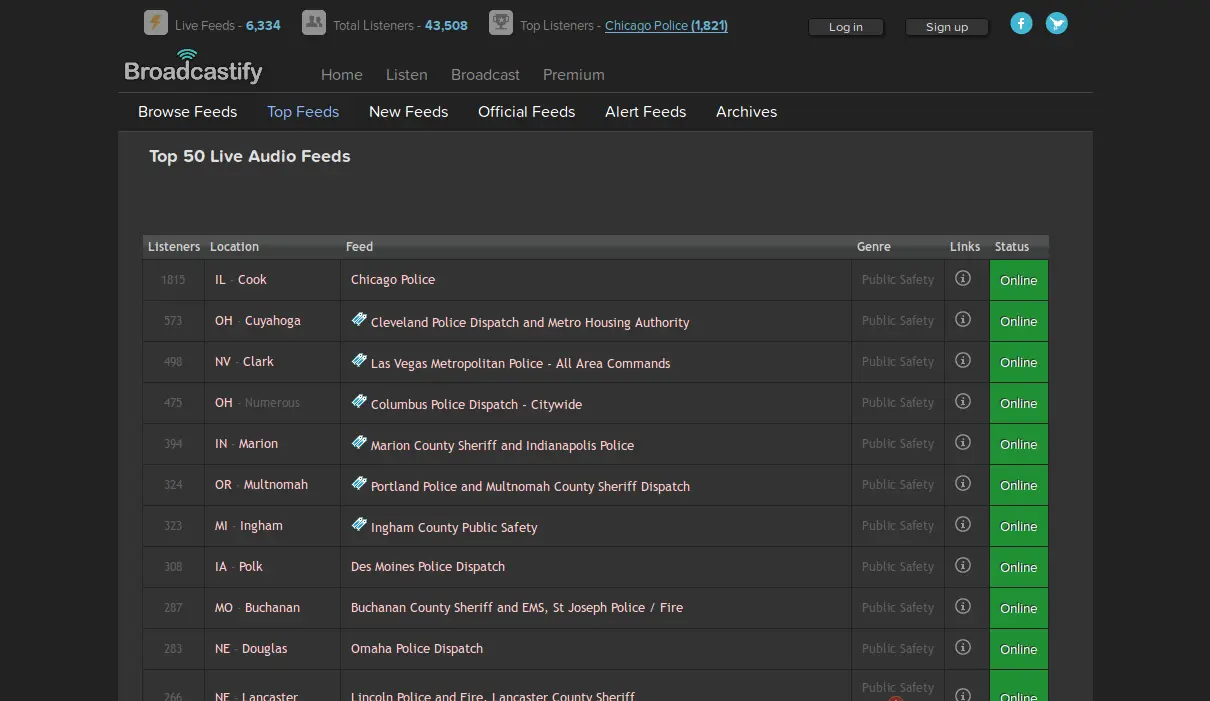 Live Feeds - 6,334 Total Listeners - 43,508 Top Listeners - Chicago Police (1,821) Log in Sign up
Broadcastify Home Listen Broadcast Premium
Browse Feeds Top Feeds New Feeds Official Feeds Alert Feeds Archives
Top 50 Live Audio Feeds
Listeners Location Feed Genre Links Status
1815 IL - Cook Chicago Police Public Safety Online
573 OH - Cuyahoga Cleveland Police Dispatch and Metro Housing Authority Public Safety Online
498 NV - Clark Las Vegas Metropolitan Police - All Area Commands Public Safety Online
475 OH - Numerous Columbus Police Dispatch - Citywide Public Safety Online
394 IN - Marion Marion County Sheriff and Indianapolis Police Public Safety Online
324 OR - Multnomah Portland Police and Multnomah County Sheriff Dispatch Public Safety Online
323 MI - Ingham Ingham County Public Safety Public Safety Online
308 IA - Polk Des Moines Police Dispatch Public Safety Online
287 MO - Buchanan Buchanan County Sheriff and EMS, St Joseph Police / Fire Public Safety Online
283 NE - Douglas Omaha Police Dispatch Public Safety Online
266 NE - Lancaster Lincoln Police and Fire, Lancaster County Sheriff Public Safety Online